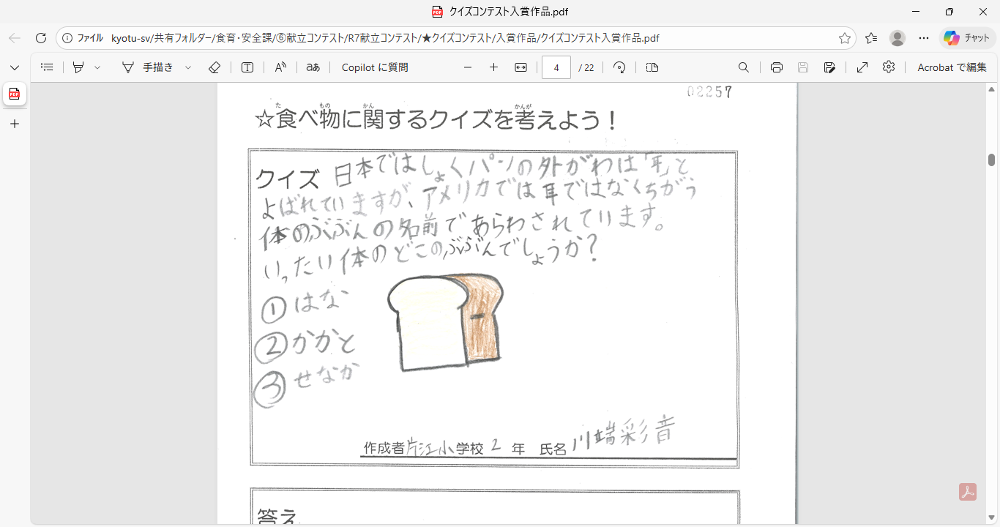 クイズコンテスト入賞作品.pdf
ファイル kyotu-sv/共有フォルダー/食育・安全課/⑥献立コンテスト/R7献立コンテスト/★クイズコンテスト/入賞作品/クイズコンテスト入賞作品.pdf
チャット
手描き
aあ
Copilot に質問
4 / 22
Acrobat で編集
02257
☆食べ物に関するクイズを考えよう！
た もの かん かんが
クイズ 日本ではしょくパンの外がわは「耳」と
よばれていますが、アメリカでは耳ではなくちがう
体のぶぶんの名前であらわされています。
いったい体のどこのぶぶんでしょうか?
①はな
②かかと
③せなか
作成者 片江小 学校 2 年 氏名 川端彩音
答え